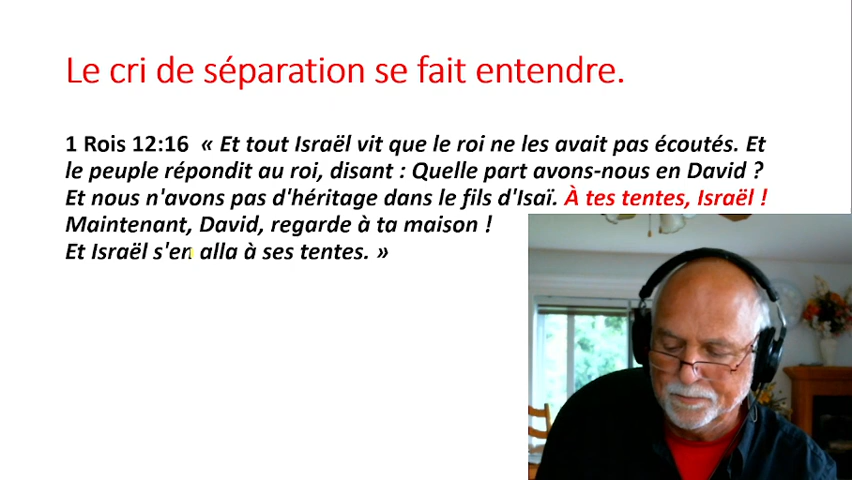 Le cri de séparation se fait entendre.
1 Rois 12:16 « Et tout Israël vit que le roi ne les avait pas écoutés. Et
le peuple répondit au roi, disant : Quelle part avons-nous en David ?
Et nous n'avons pas d'héritage dans le fils d'Isaï. À tes tentes, Israël !
Maintenant, David, regarde à ta maison !
Et Israël s'en alla à ses tentes. »